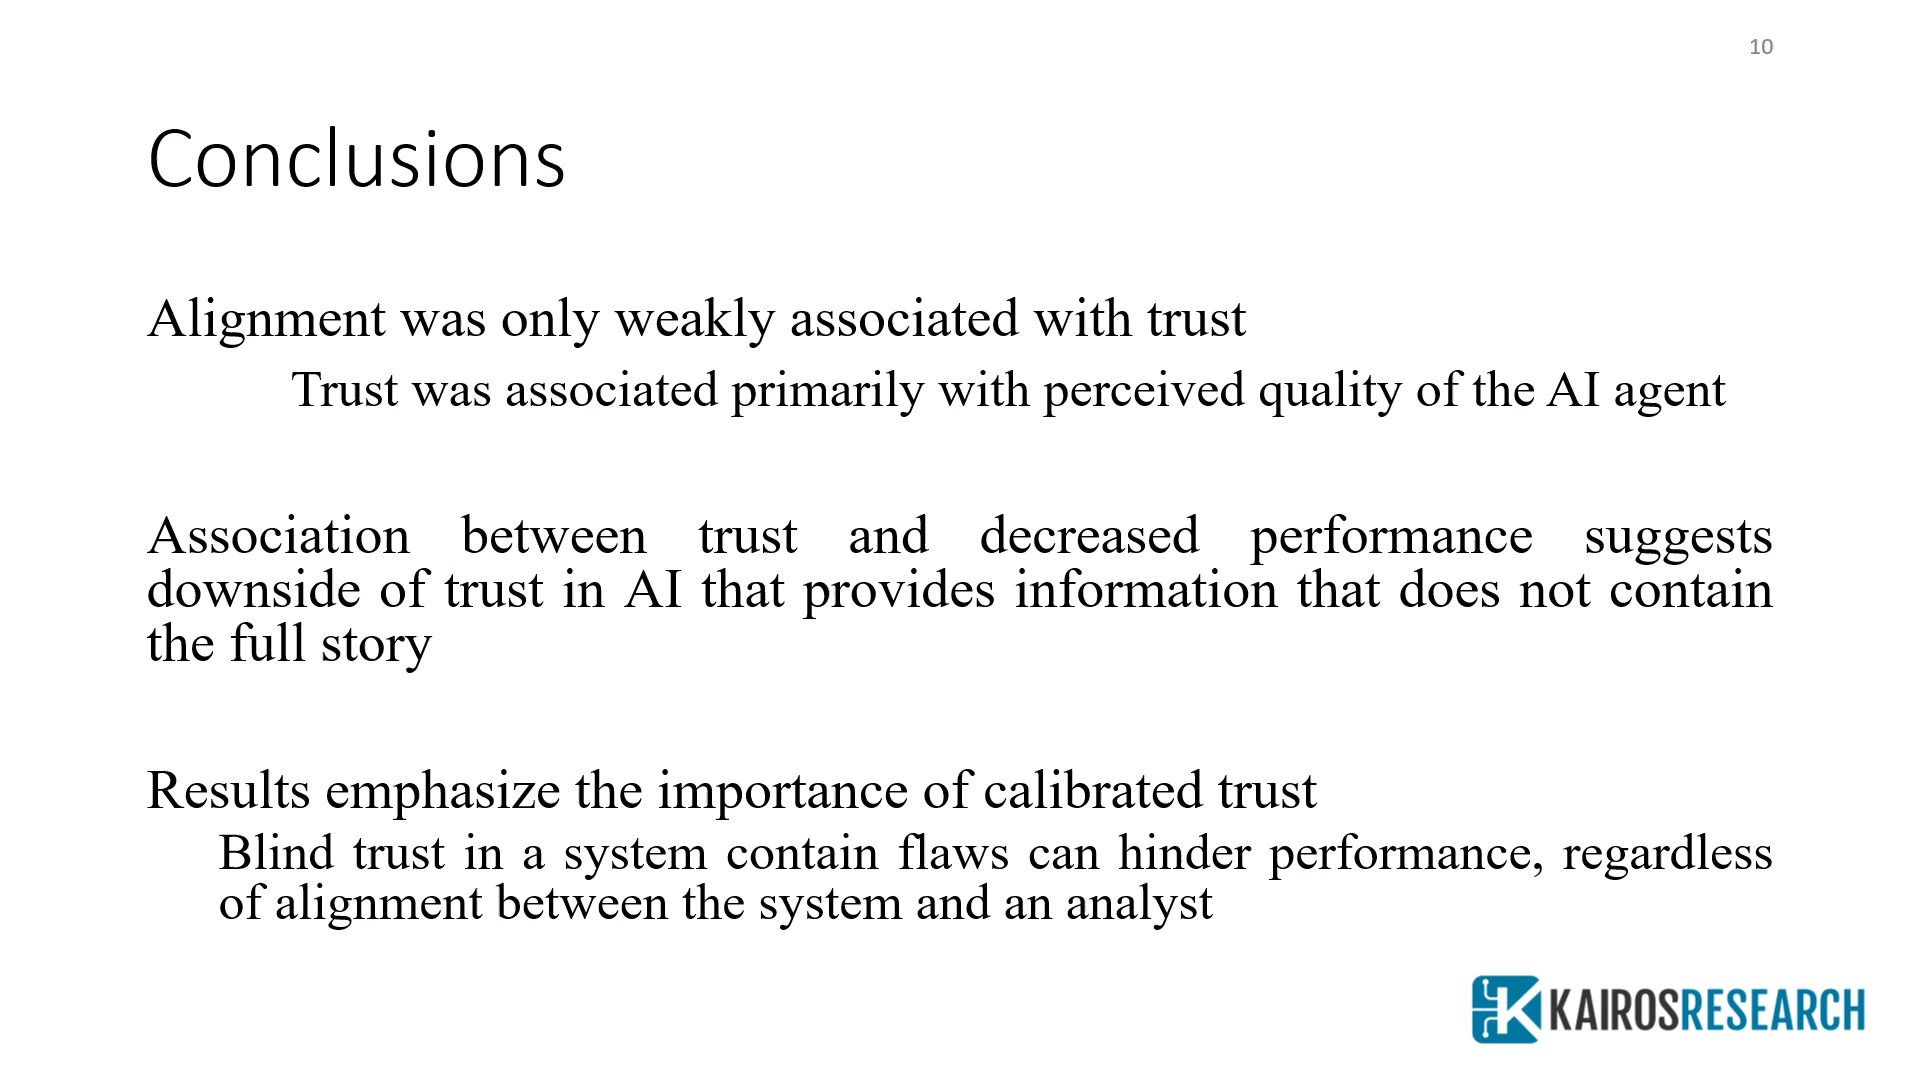 10
Conclusions
Alignment was only weakly associated with trust
Trust was associated primarily with perceived quality of the AI agent
Association between trust and decreased performance suggests
downside of trust in AI that provides information that does not contain
the full story
Results emphasize the importance of calibrated trust
Blind trust in a system contain flaws can hinder performance, regardless
of alignment between the system and an analyst
KAIROSRESEARCH